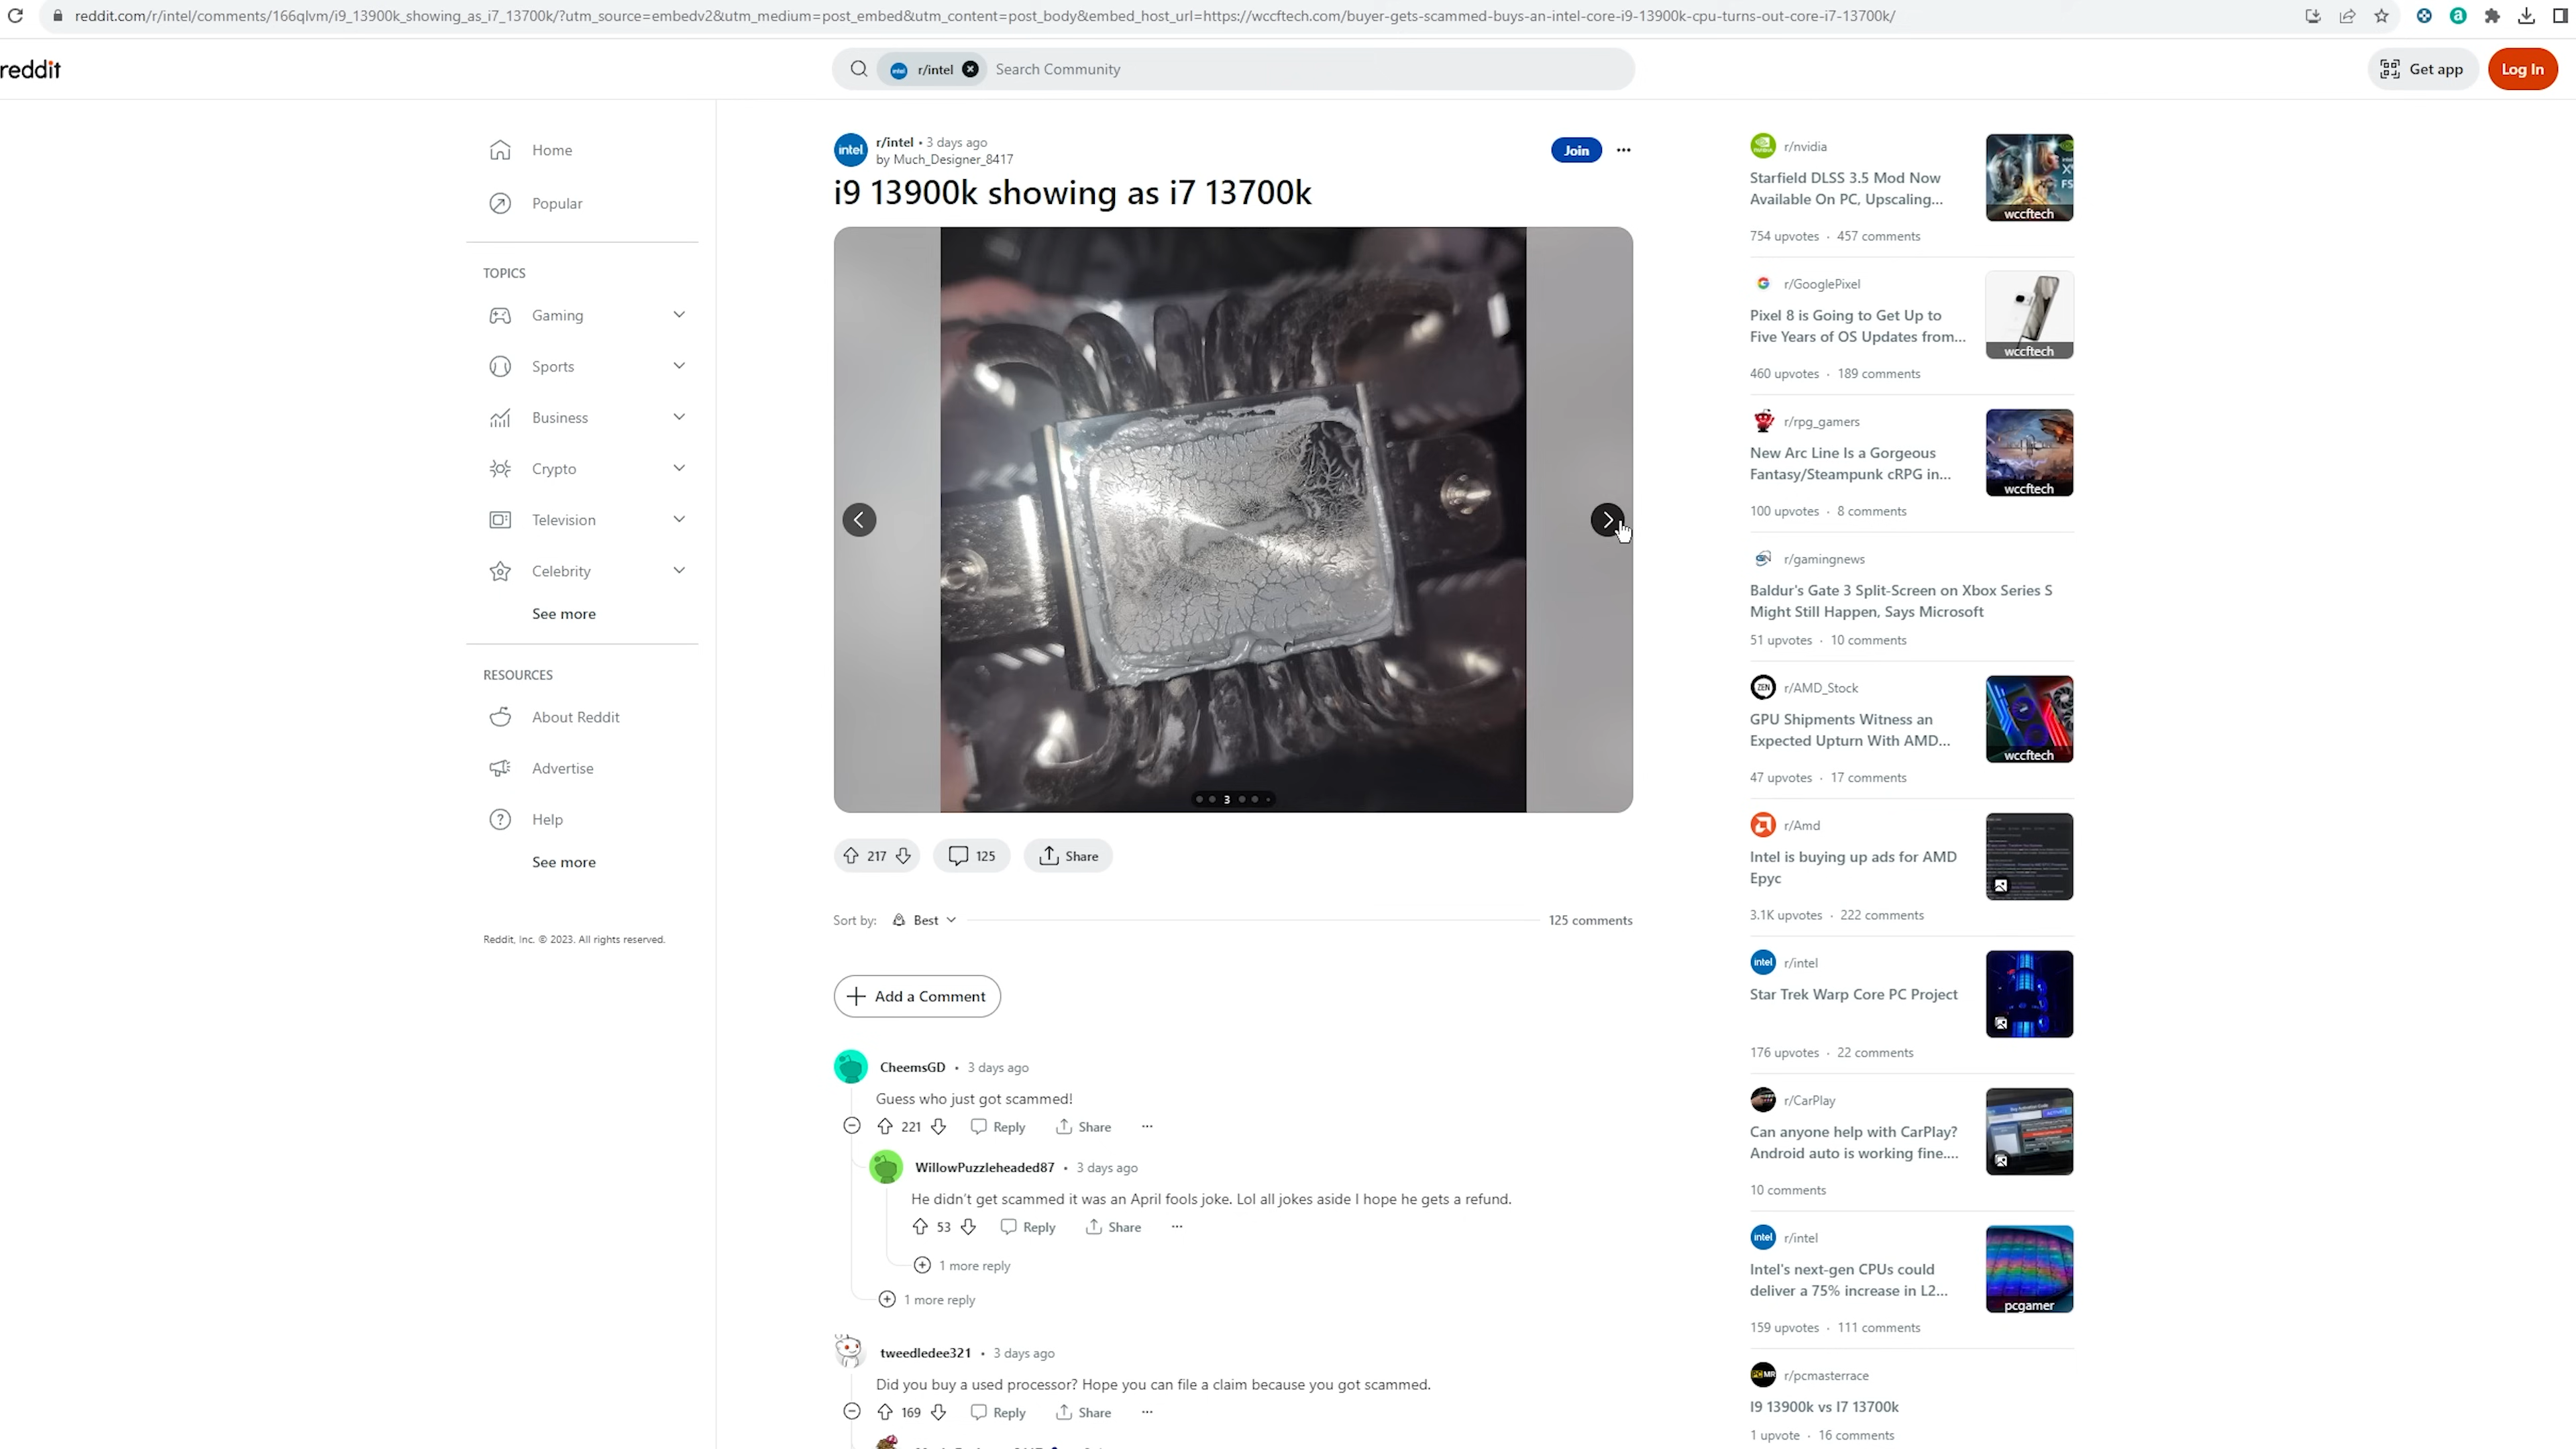 reddit.com/r/intel/comments/166qlvm/i9_13900k_showing_as_i7_13700k/?utm_source=embedv2&utm_medium=post_embed&utm_content=post_body&embed_host_url=https://wccftech.com/buyer-gets-scammed-buys-an-intel-core-i9-13900k-cpu-turns-out-core-i7-13700k/
reddit
r/intel
Search Community
Get app
Log In
Home
Popular
TOPICS
Gaming
Sports
Business
Crypto
Television
Celebrity
See more
RESOURCES
About Reddit
Advertise
Help
See more
Reddit, Inc. © 2023. All rights reserved.
intel
r/intel • 3 days ago
by Much_Designer_8417
Join
i9 13900k showing as i7 13700k
3
217
125
Share
Sort by: Best
125 comments
Add a Comment
CheemsGD • 3 days ago
Guess who just got scammed!
221 Reply Share
WillowPuzzleheaded87 • 3 days ago
He didn't get scammed it was an April fools joke. Lol all jokes aside I hope he gets a refund.
53 Reply Share
1 more reply
1 more reply
tweedledee321 • 3 days ago
Did you buy a used processor? Hope you can file a claim because you got scammed.
169 Reply Share
r/nvidia
Starfield DLSS 3.5 Mod Now
Available On PC, Upscaling...
wccftech
754 upvotes · 457 comments
r/GooglePixel
Pixel 8 is Going to Get Up to
Five Years of OS Updates from...
wccftech
460 upvotes · 189 comments
r/rpg_gamers
New Arc Line Is a Gorgeous
Fantasy/Steampunk cRPG in...
wccftech
100 upvotes · 8 comments
r/gamingnews
Baldur's Gate 3 Split-Screen on Xbox Series S
Might Still Happen, Says Microsoft
51 upvotes · 10 comments
ZEN
r/AMD_Stock
GPU Shipments Witness an
Expected Upturn With AMD...
wccftech
47 upvotes · 17 comments
r/Amd
Intel is buying up ads for AMD
Epyc
3.1K upvotes · 222 comments
intel
r/intel
Star Trek Warp Core PC Project
176 upvotes · 22 comments
r/CarPlay
Can anyone help with CarPlay?
Android auto is working fine....
10 comments
intel
r/intel
Intel's next-gen CPUs could
deliver a 75% increase in L2...
pcgamer
159 upvotes · 111 comments
PCMR
r/pcmasterrace
I9 13900k vs I7 13700k
1 upvote · 16 comments